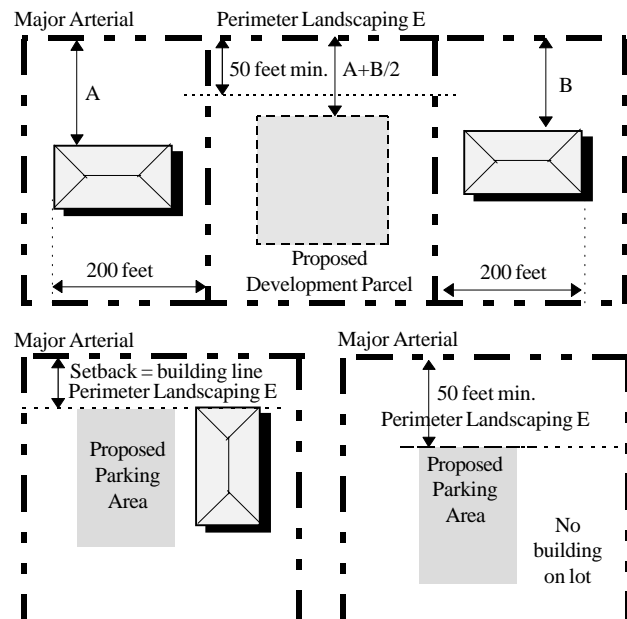 Major Arterial
Perimeter Landscaping E
50 feet min.
A+B/2
A
B
200 feet
Proposed
Development Parcel
200 feet
Major Arterial
Setback = building line
Perimeter Landscaping E
Proposed
Parking
Area
Major Arterial
50 feet min.
Perimeter Landscaping E
Proposed
Parking
Area
No
building
on lot